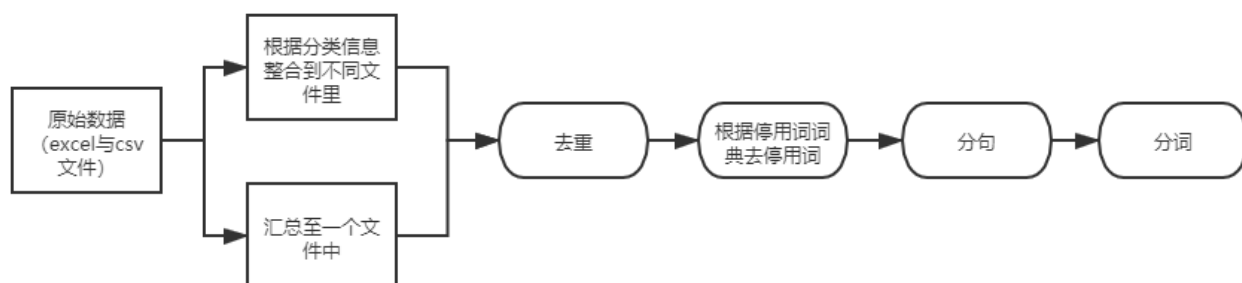 原始数据
（excel与csv
文件）
根据分类信息
整合到不同文
件里
汇总至一个文
件中
去重
根据停用词词
典去停用词
分句
分词